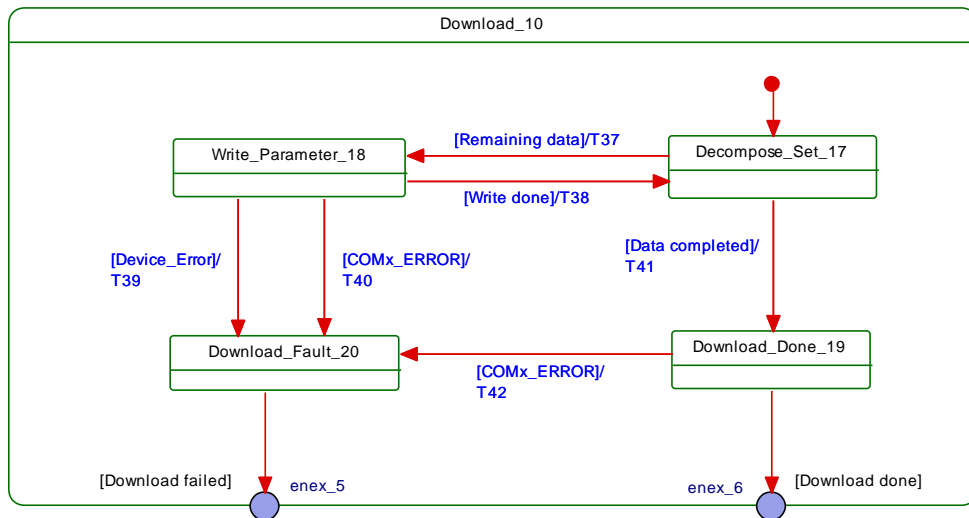 Download_10
[Remaining data]/T37
Write_Parameter_18
Decompose_Set_17
[Write done]/T38
[Device_Error]/
T39
[COMx_ERROR]/
T40
[Data completed]/
T41
Download_Fault_20
Download_Done_19
[COMx_ERROR]/
T42
[Download failed]
enex_5
enex_6
[Download done]